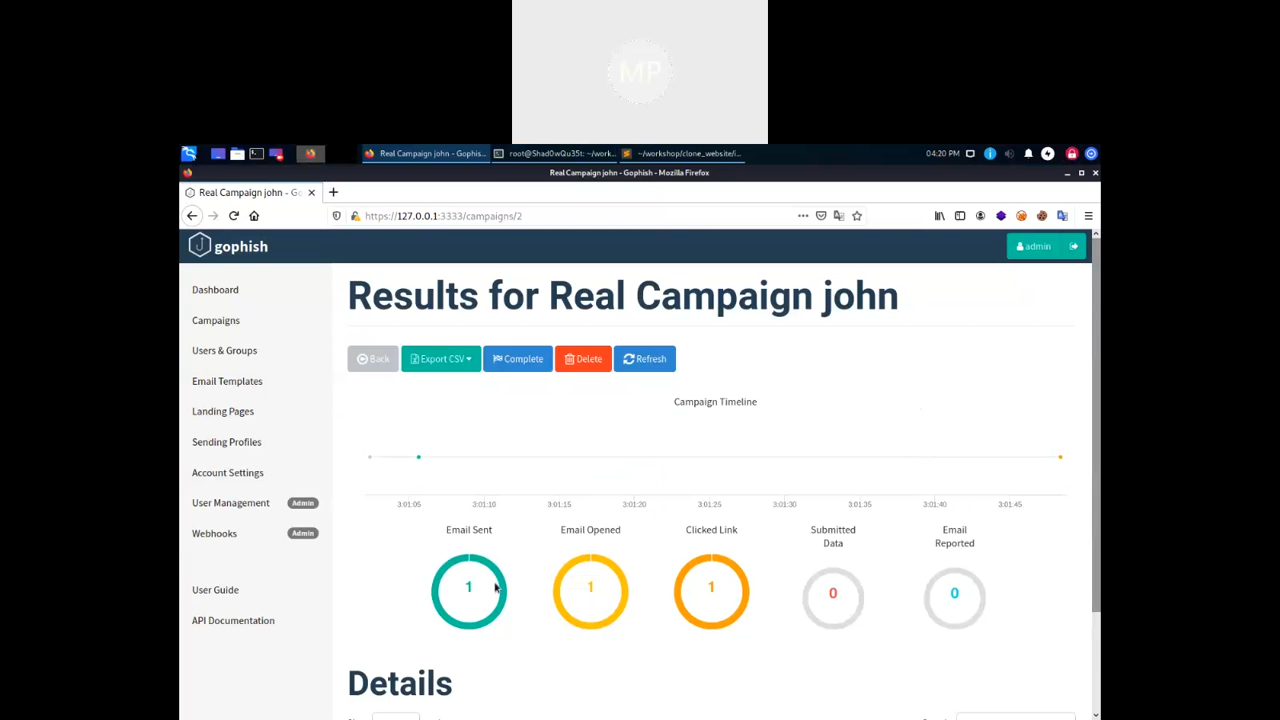 MP
Real Campaign john - Gophis...
root@Shad0wQu35t: ~/work...
~/workshop/clone_website/i...
04:20 PM
Real Campaign john - Gophish - Mozilla Firefox
Real Campaign john - Go
https://127.0.0.1:3333/campaigns/2
gophish
admin
Dashboard
Campaigns
Users & Groups
Email Templates
Landing Pages
Sending Profiles
Account Settings
User Management Admin
Webhooks Admin
User Guide
API Documentation
Results for Real Campaign john
Back
Export CSV
Complete
Delete
Refresh
Campaign Timeline
3:01:05 3:01:10 3:01:15 3:01:20 3:01:25 3:01:30 3:01:35 3:01:40 3:01:45
Email Sent
1
Email Opened
1
Clicked Link
1
Submitted
Data
0
Email
Reported
0
Details